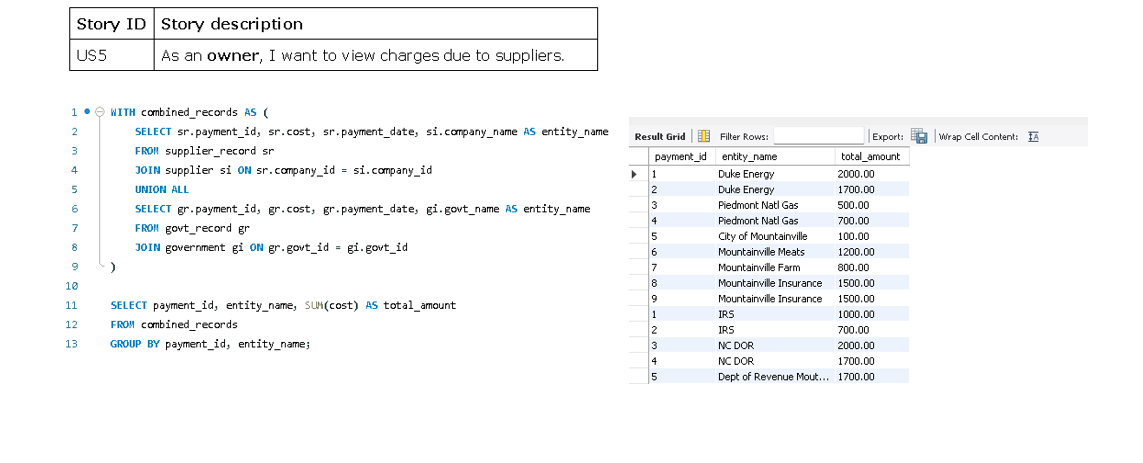 Story ID Story description
US5 As an owner, I want to view charges due to suppliers.
1 WITH combined_records AS (
2 SELECT sr.payment_id, sr.cost, sr.payment_date, si.company_name AS entity_name
3 FROM supplier_record sr
4 JOIN supplier si ON sr.company_id = si.company_id
5 UNION ALL
6 SELECT gr.payment_id, gr.cost, gr.payment_date, gi.govt_name AS entity_name
7 FROM govt_record gr
8 JOIN government gi ON gr.govt_id = gi.govt_id
9 )
10
11 SELECT payment_id, entity_name, SUM(cost) AS total_amount
12 FROM combined_records
13 GROUP BY payment_id, entity_name;
Result Grid Filter Rows: Export: Wrap Cell Content:
payment_id entity_name total_amount
1 Duke Energy 2000.00
2 Duke Energy 1700.00
3 Piedmont Natl Gas 500.00
4 Piedmont Natl Gas 700.00
5 City of Mountainville 100.00
6 Mountainville Meats 1200.00
7 Mountainville Farm 800.00
8 Mountainville Insurance 1500.00
9 Mountainville Insurance 1500.00
1 IRS 1000.00
2 IRS 700.00
3 NC DOR 2000.00
4 NC DOR 1700.00
5 Dept of Revenue Mout... 1700.00